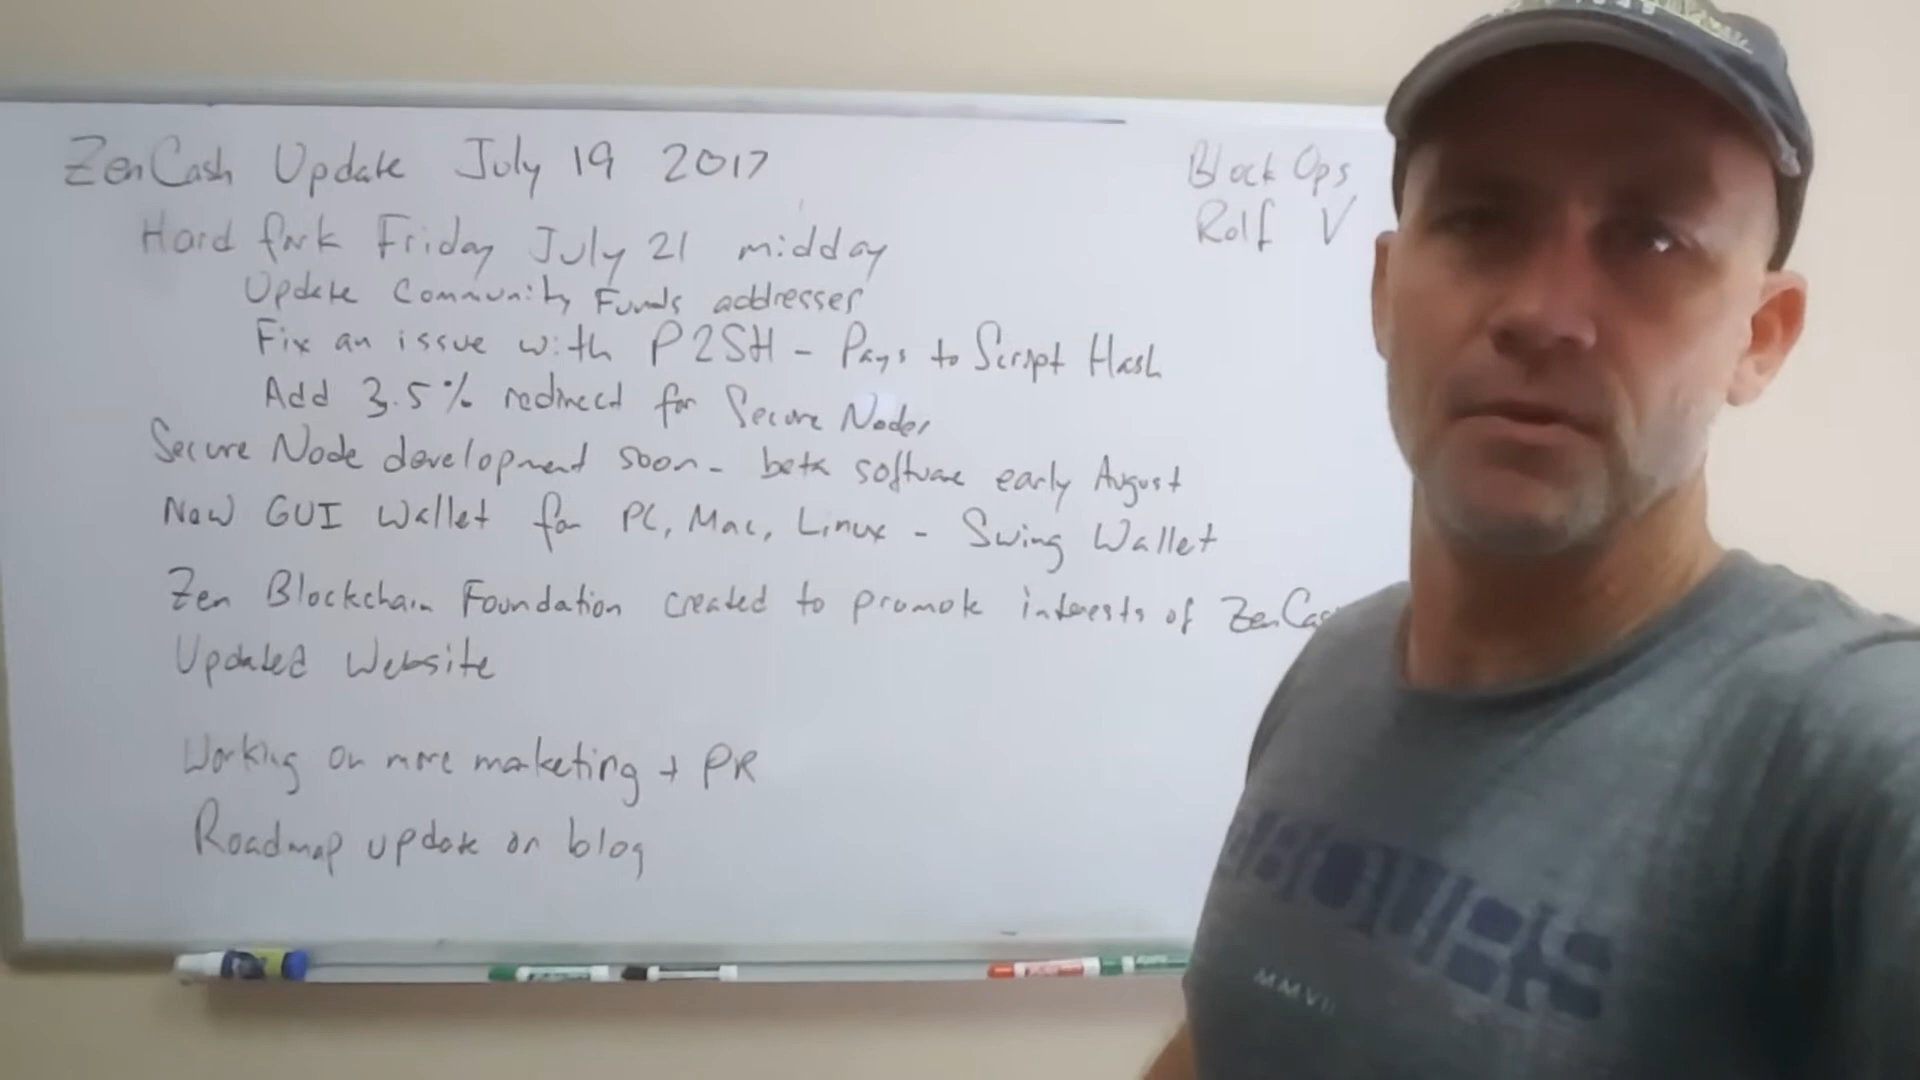 ZenCash Update July 19 2017
Block Ops
Rolf V
Hard fork Friday July 21 midday
Update Community Funds addresses
Fix an issue with P2SH - Pays to Script Hash
Add 3.5% redirect for Secure Nodes
Secure Node development soon - beta software early August
New GUI Wallet for PC, Mac, Linux - Swing Wallet
Zen Blockchain Foundation created to promote interests of ZenCas
Updated Website
Working on more marketing + PR
Roadmap update on blog
MMVII